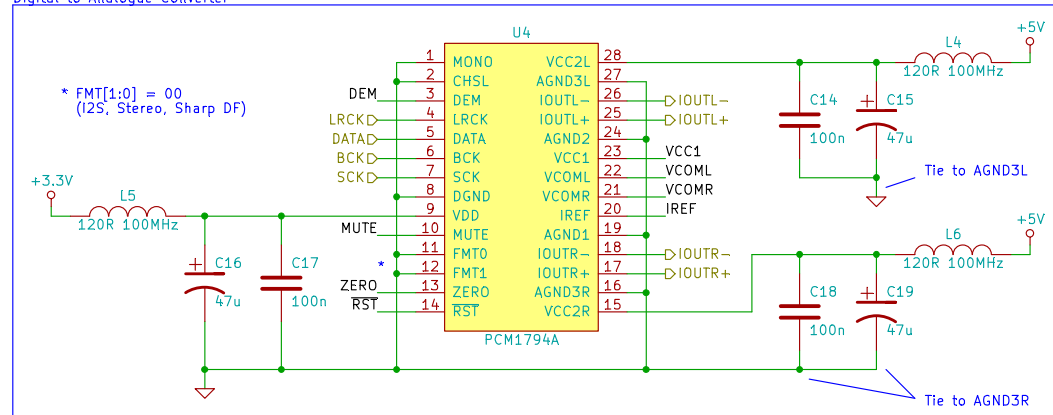 Digital to Analogue Converter
U4
* FMT[1:0] = 00
(I2S, Stereo, Sharp DF)
1 MONO VCC2L 28
2 CHSL AGND3L 27
DEM 3 DEM IOUTL- 26 IOUTL-
LRCK 4 LRCK IOUTL+ 25 IOUTL+
DATA 5 DATA AGND2 24
BCK 6 BCK VCC1 23 VCC1
SCK 7 SCK VCOML 22 VCOML
8 DGND VCOMR 21 VCOMR
9 VDD IREF 20 IREF
MUTE 10 MUTE AGND1 19
11 FMT0 IOUTR- 18 IOUTR-
* 12 FMT1 IOUTR+ 17 IOUTR+
ZERO 13 ZERO AGND3R 16
RST 14 RST VCC2R 15
PCM1794A
+3.3V
L5
120R 100MHz
C16
47u
C17
100n
+5V
L4
120R 100MHz
C14
100n
C15
47u
Tie to AGND3L
+5V
L6
120R 100MHz
C18
100n
C19
47u
Tie to AGND3R